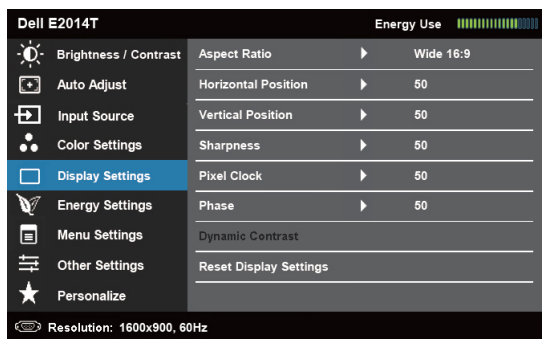 Dell E2014T Energy Use
Brightness / Contrast Aspect Ratio Wide 16:9
Auto Adjust Horizontal Position 50
Input Source Vertical Position 50
Color Settings Sharpness 50
Display Settings Pixel Clock 50
Energy Settings Phase 50
Menu Settings Dynamic Contrast
Other Settings Reset Display Settings
Personalize
Resolution: 1600x900, 60Hz